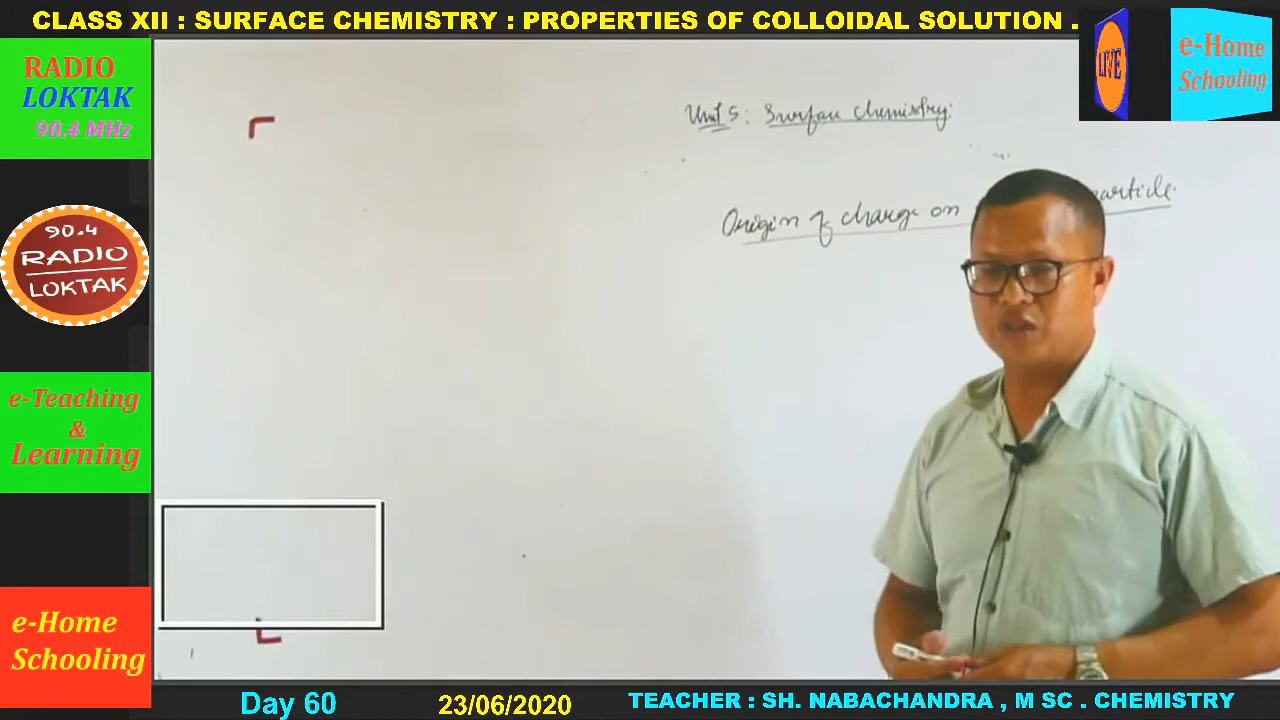 CLASS XII : SURFACE CHEMISTRY : PROPERTIES OF COLLOIDAL SOLUTION .
RADIO
LOKTAK
90.4 MHz
LIVE
e-Home
Schooling
Unit 5 : Surface Chemistry:
Origin of charge on particle.
90.4
RADIO
LOKTAK
e-Teaching
&
Learning
e-Home
Schooling
Day 60
23/06/2020
TEACHER : SH. NABACHANDRA , M SC . CHEMISTRY